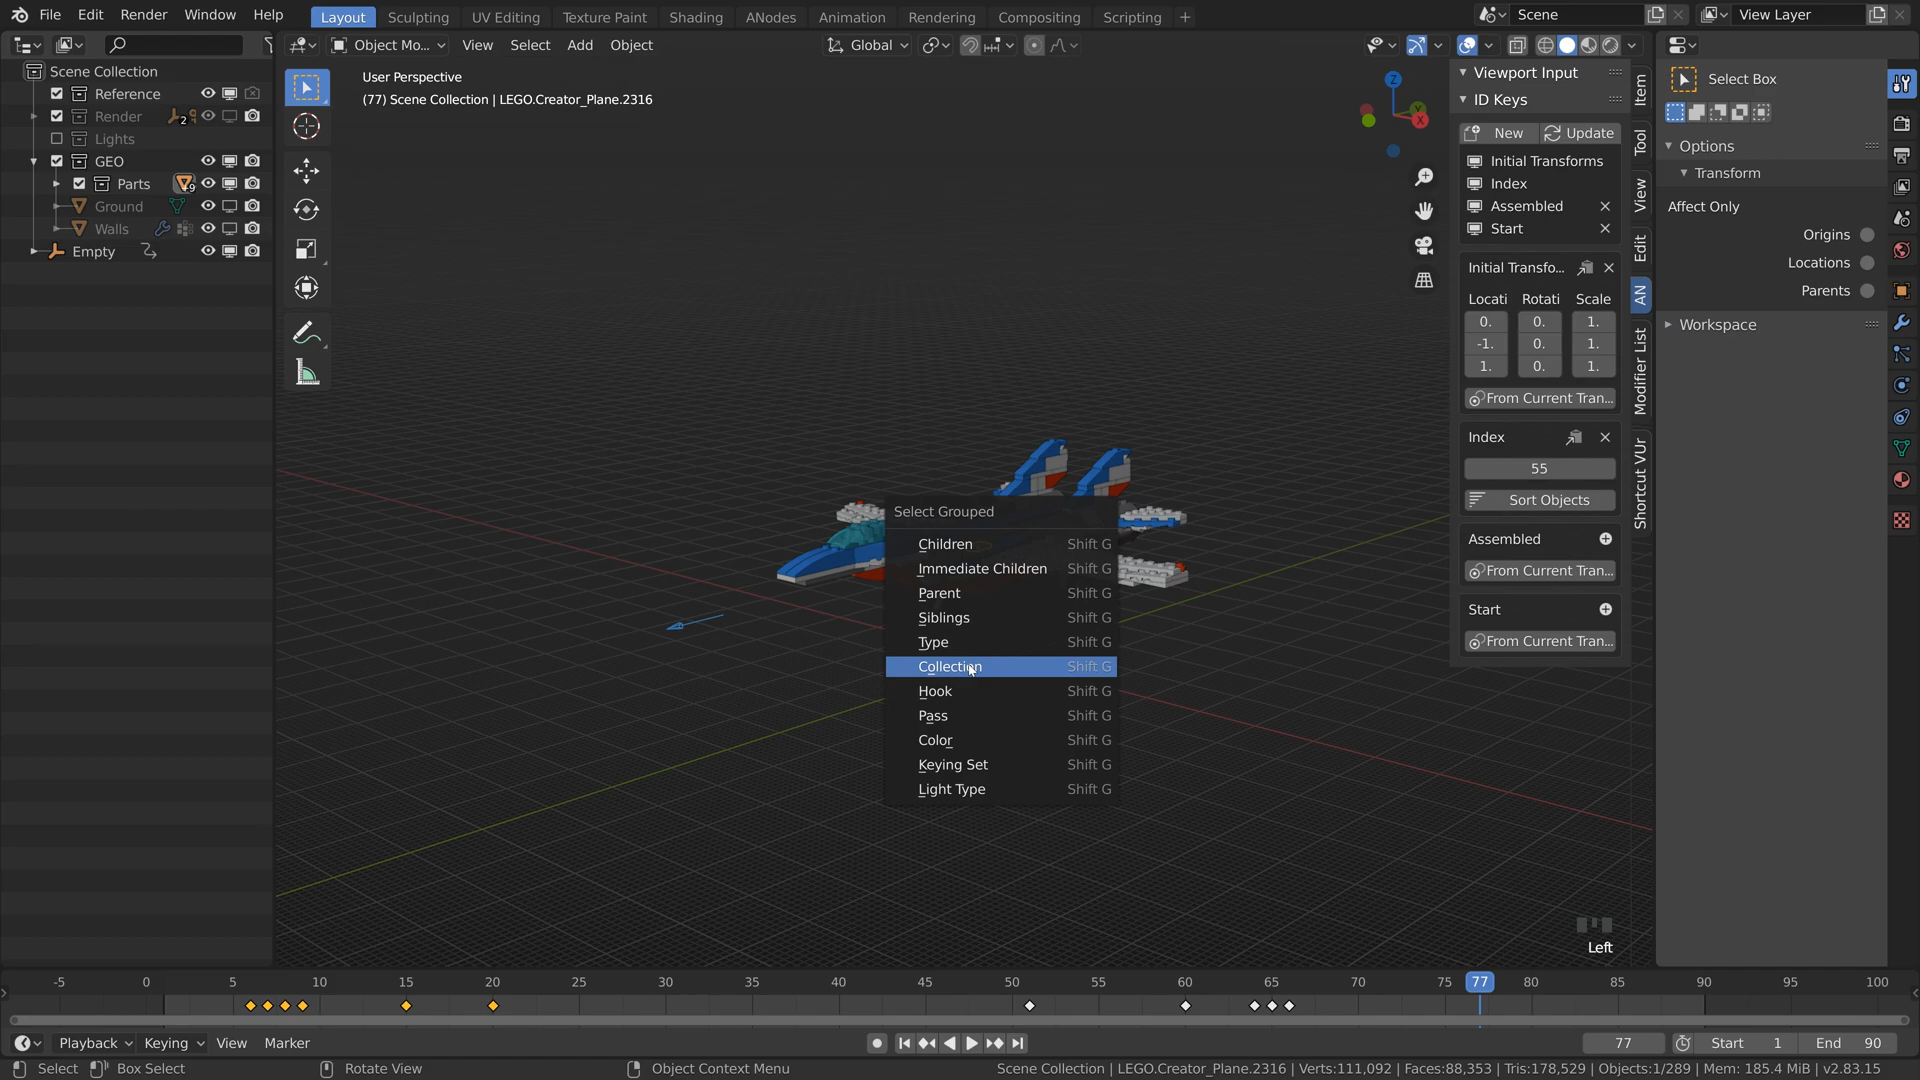 File Edit Render Window Help Layout Sculpting UV Editing Texture Paint Shading ANodes Animation Rendering Compositing Scripting + Scene View Layer
Object Mo... View Select Add Object Global
Scene Collection
Reference
Render 2
Lights
GEO
Parts 9
Ground
Walls
Empty
User Perspective
(77) Scene Collection | LEGO.Creator_Plane.2316
Z
Y
X
Select Grouped
Children Shift G
Immediate Children Shift G
Parent Shift G
Siblings Shift G
Type Shift G
Collection Shift G
Hook Shift G
Pass Shift G
Color Shift G
Keying Set Shift G
Light Type Shift G
Left
Viewport Input
ID Keys
New Update
Initial Transforms
Index
Assembled
Start
Initial Transfo...
Locati Rotati Scale
0. 0. 1.
-1. 0. 1.
1. 0. 1.
From Current Tran...
Index
55
Sort Objects
Assembled
From Current Tran...
Start
From Current Tran...
Item
Tool
View
Edit
AN
Modifier List
Shortcut VUr
Select Box
Options
Transform
Affect Only
Origins
Locations
Parents
Workspace
-5 0 5 10 15 20 25 30 35 40 45 50 55 60 65 70 75 77 80 85 90 95 100
Playback Keying View Marker 77 Start 1 End 90
Select Box Select Rotate View Object Context Menu Scene Collection | LEGO.Creator_Plane.2316 | Verts:111,092 | Faces:88,353 | Tris:178,529 | Objects:1/289 | Mem: 185.4 MiB | v2.83.15